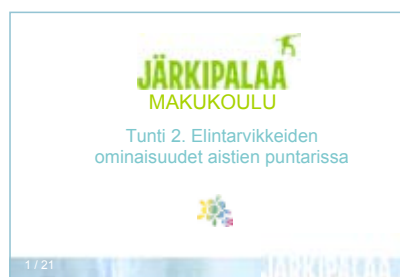 JÄRKIPALAA
MAKUKOULU
Tunti 2. Elintarvikkeiden
ominaisuudet aistien puntarissa
1 / 21
JÄRKIPALAA